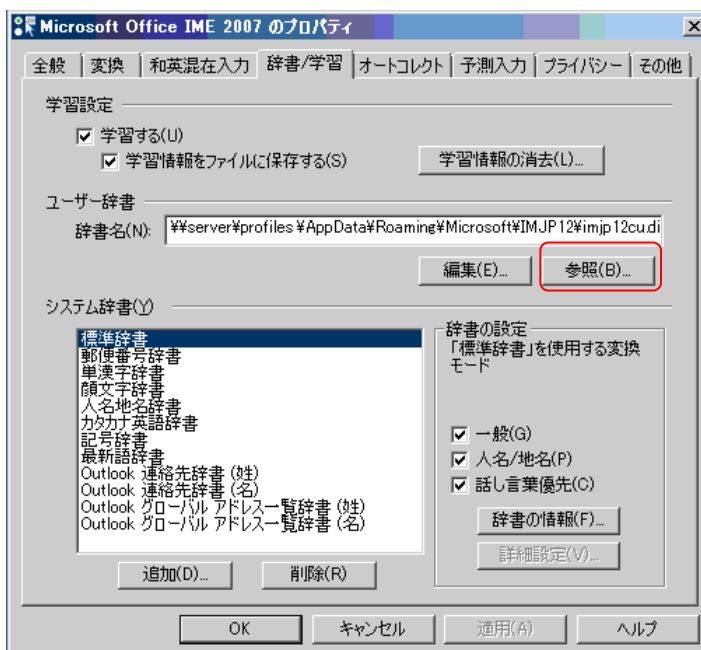 Microsoft Office IME 2007 のプロパティ
全般 変換 和英混在入力 辞書/学習 オートコレクト 予測入力 プライバシー その他
学習設定
学習する(U)
学習情報をファイルに保存する(S) 学習情報の消去(L)...
ユーザー辞書
辞書名(N): ¥¥server¥profiles¥AppData¥Roaming¥Microsoft¥IMJP12¥imjp12cu.di
編集(E)... 参照(B)...
システム辞書(Y)
標準辞書
郵便番号辞書
単漢字辞書
顔文字辞書
人名地名辞書
カタカナ英語辞書
記号辞書
最新語辞書
Outlook 連絡先辞書 (姓)
Outlook 連絡先辞書 (名)
Outlook グローバル アドレス一覧辞書 (姓)
Outlook グローバル アドレス一覧辞書 (名)
追加(D)... 削除(R)
辞書の設定
「標準辞書」を使用する変換
モード
一般(G)
人名/地名(P)
話し言葉優先(C)
辞書の情報(F)...
詳細設定(V)...
OK キャンセル 適用(A) ヘルプ